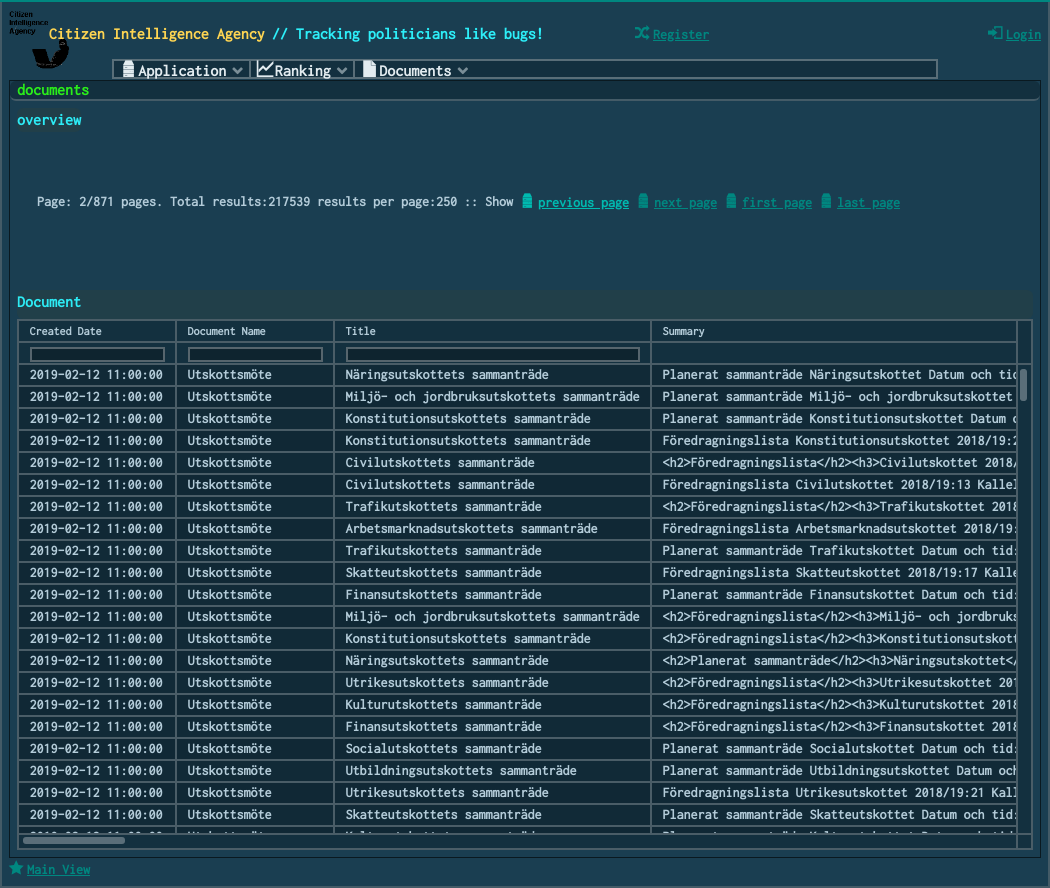 Citizen
Intelligence
Agency
Citizen Intelligence Agency // Tracking politicians like bugs!
Register
Login
Application Ranking Documents
documents
overview
Page: 2/871 pages. Total results:217539 results per page:250 :: Show previous page next page first page last page
Document
Created Date Document Name Title Summary
2019-02-12 11:00:00 Utskottsmöte Näringsutskottets sammanträde Planerat sammanträde Näringsutskottet Datum och tid
2019-02-12 11:00:00 Utskottsmöte Miljö- och jordbruksutskottets sammanträde Planerat sammanträde Miljö- och jordbruksutskottet
2019-02-12 11:00:00 Utskottsmöte Konstitutionsutskottets sammanträde Planerat sammanträde Konstitutionsutskottet Datum
2019-02-12 11:00:00 Utskottsmöte Konstitutionsutskottets sammanträde Föredragningslista Konstitutionsutskottet 2018/19:2
2019-02-12 11:00:00 Utskottsmöte Civilutskottets sammanträde <h2>Föredragningslista</h2><h3>Civilutskottet 2018/
2019-02-12 11:00:00 Utskottsmöte Civilutskottets sammanträde Föredragningslista Civilutskottet 2018/19:13 Kallel
2019-02-12 11:00:00 Utskottsmöte Trafikutskottets sammanträde <h2>Föredragningslista</h2><h3>Trafikutskottet 2018
2019-02-12 11:00:00 Utskottsmöte Arbetsmarknadsutskottets sammanträde Föredragningslista Arbetsmarknadsutskottet 2018/19:
2019-02-12 11:00:00 Utskottsmöte Trafikutskottets sammanträde Planerat sammanträde Trafikutskottet Datum och tid:
2019-02-12 11:00:00 Utskottsmöte Skatteutskottets sammanträde Föredragningslista Skatteutskottet 2018/19:17 Kalle
2019-02-12 11:00:00 Utskottsmöte Finansutskottets sammanträde Planerat sammanträde Finansutskottet Datum och tid:
2019-02-12 11:00:00 Utskottsmöte Miljö- och jordbruksutskottets sammanträde <h2>Föredragningslista</h2><h3>Miljö- och jordbruks
2019-02-12 11:00:00 Utskottsmöte Konstitutionsutskottets sammanträde <h2>Föredragningslista</h2><h3>Konstitutionsutskott
2019-02-12 11:00:00 Utskottsmöte Näringsutskottets sammanträde <h2>Planerat sammanträde</h2><h3>Näringsutskottet</
2019-02-12 11:00:00 Utskottsmöte Utrikesutskottets sammanträde <h2>Föredragningslista</h2><h3>Utrikesutskottet 201
2019-02-12 11:00:00 Utskottsmöte Kulturutskottets sammanträde <h2>Föredragningslista</h2><h3>Kulturutskottet 2018
2019-02-12 11:00:00 Utskottsmöte Finansutskottets sammanträde <h2>Föredragningslista</h2><h3>Finansutskottet 2018
2019-02-12 11:00:00 Utskottsmöte Socialutskottets sammanträde Planerat sammanträde Socialutskottet Datum och tid:
2019-02-12 11:00:00 Utskottsmöte Utbildningsutskottets sammanträde Planerat sammanträde Utbildningsutskottet Datum och
2019-02-12 11:00:00 Utskottsmöte Utrikesutskottets sammanträde Föredragningslista Utrikesutskottet 2018/19:21 Kall
2019-02-12 11:00:00 Utskottsmöte Skatteutskottets sammanträde Planerat sammanträde Skatteutskottet Datum och tid:
Main View